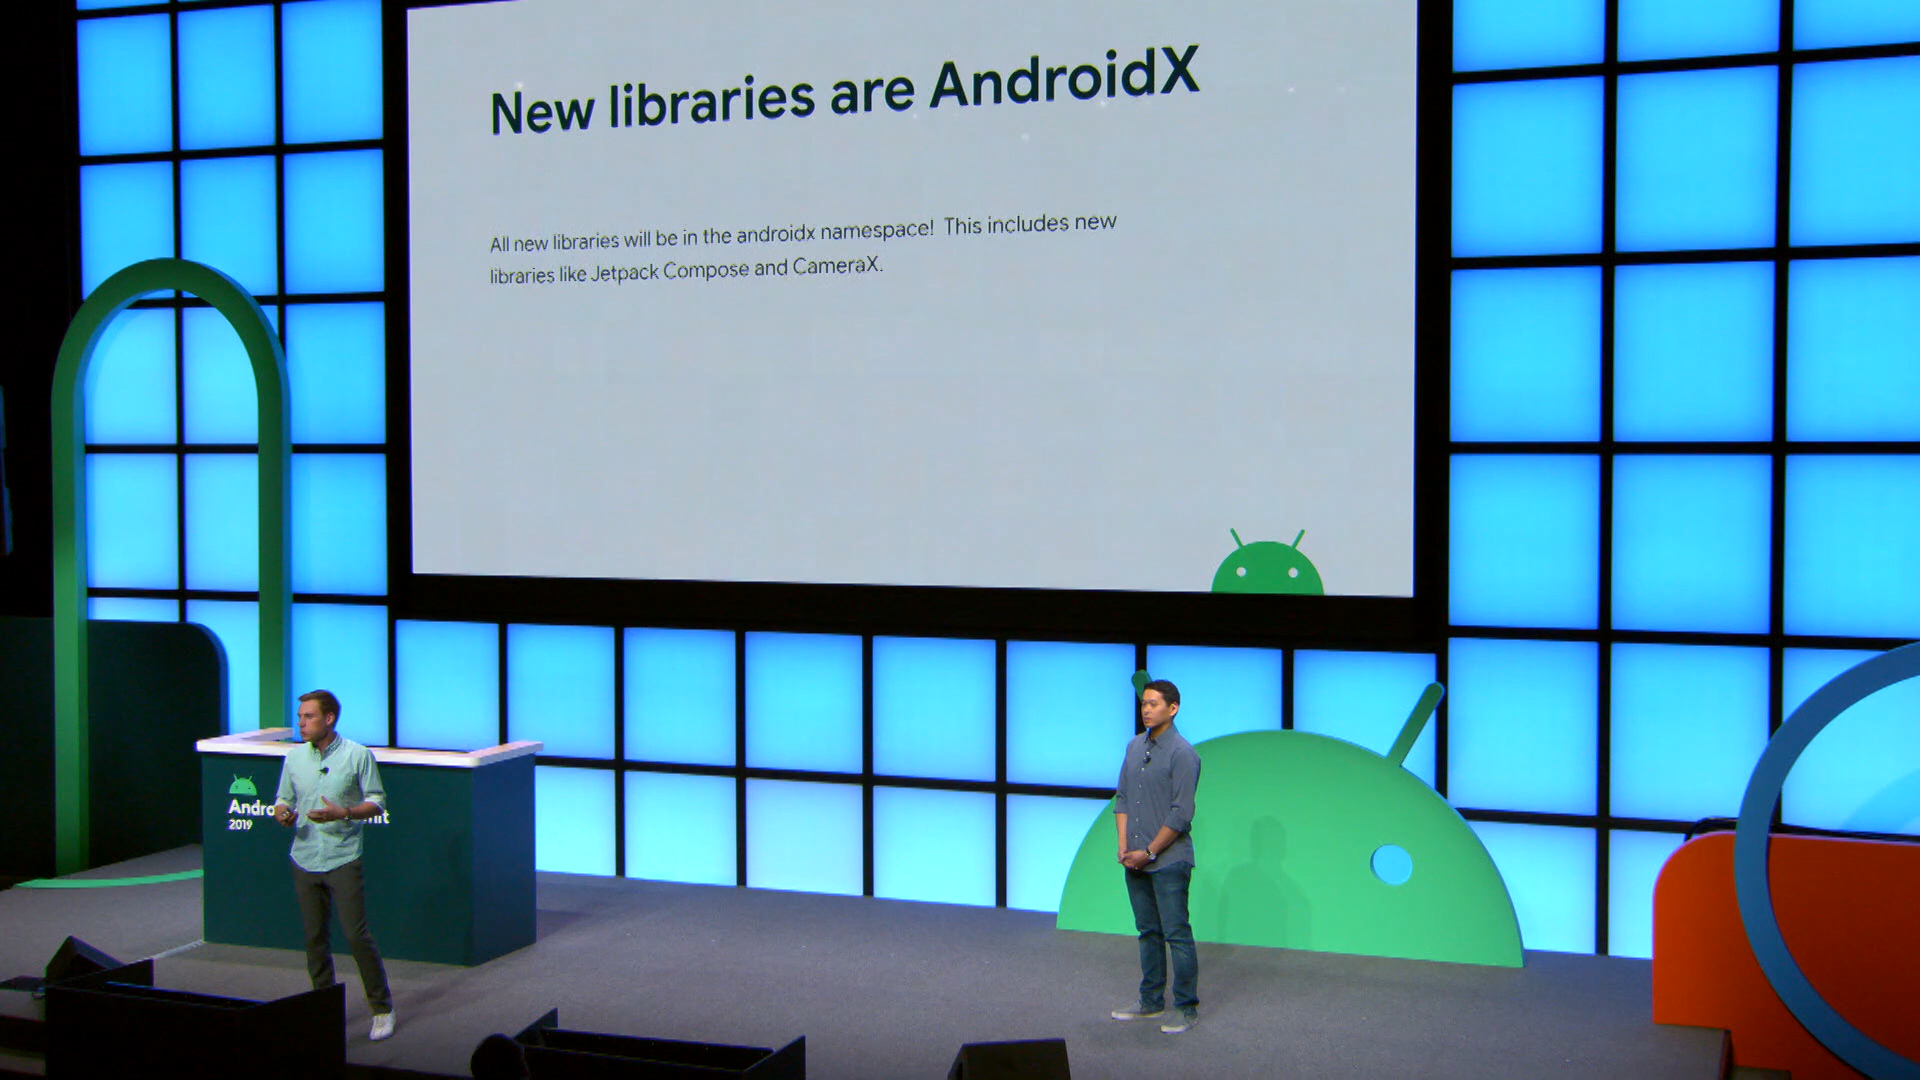 New libraries are AndroidX
All new libraries will be in the androidx namespace! This includes new
libraries like Jetpack Compose and CameraX.
2019